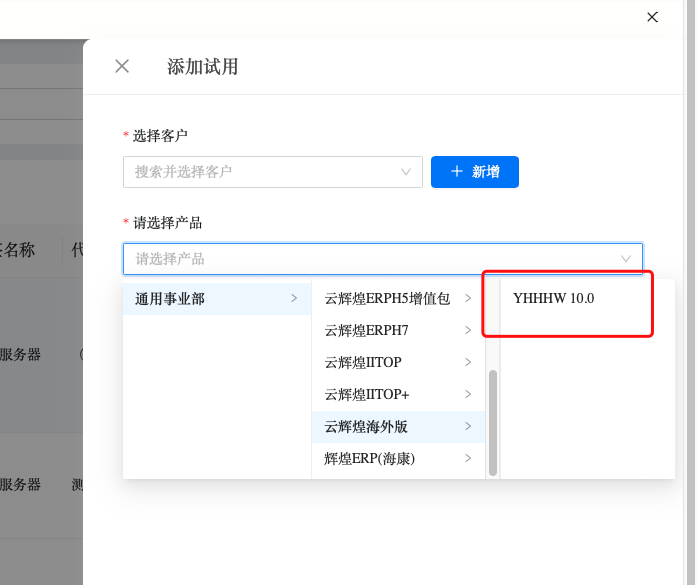 添加试用
* 选择客户
搜索并选择客户
+ 新增
* 请选择产品
请选择产品
名称
代
通用事业部
云辉煌ERPH5增值包
YHHHW 10.0
云辉煌ERPH7
服务器
云辉煌IITOP
云辉煌IITOP+
云辉煌海外版
辉煌ERP(海康)
服务器
测